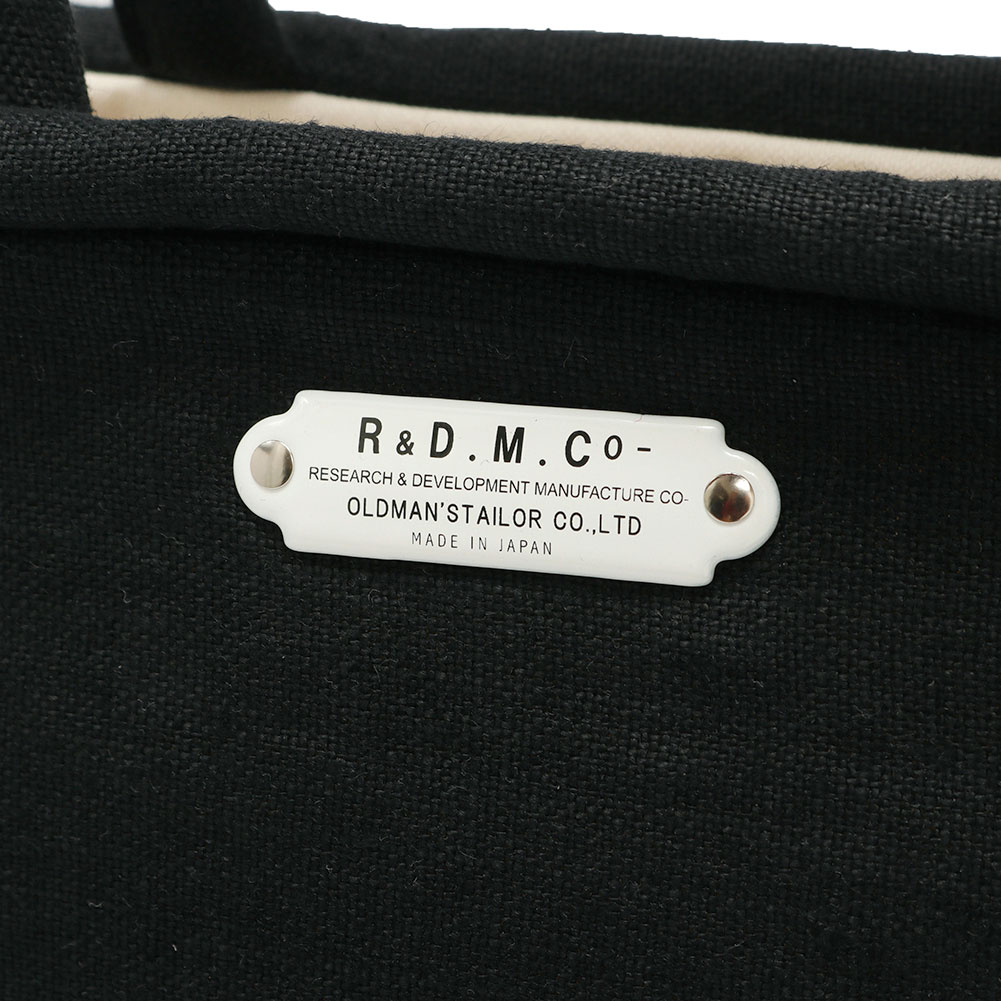 R & D . M . Co -
RESEARCH & DEVELOPMENT MANUFACTURE CO-
OLDMAN'STAILOR CO.,LTD
MADE IN JAPAN